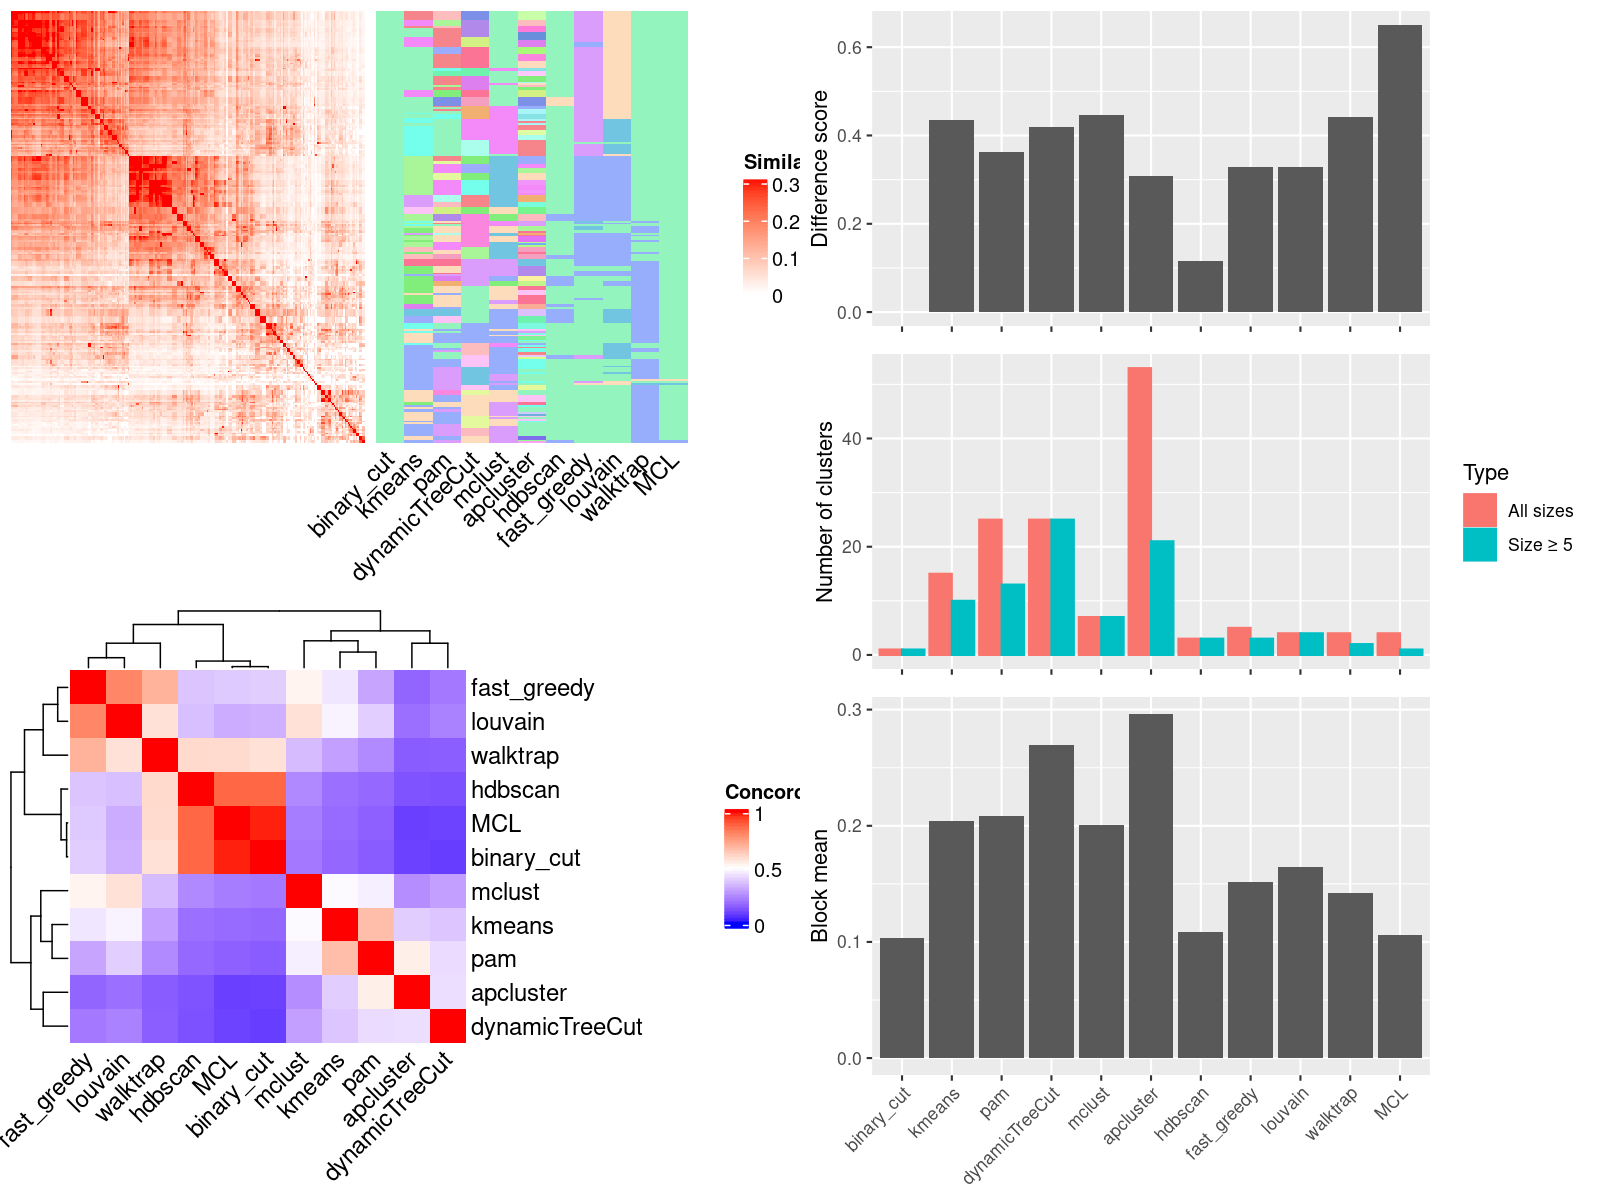 Simila
0.3
0.2
0.1
0
binary_cut
kmeans
pam
dynamicTreeCut
mclust
apcluster
hdbscan
fast_greedy
louvain
walktrap
MCL
fast_greedy
louvain
walktrap
hdbscan
MCL
binary_cut
mclust
kmeans
pam
apcluster
dynamicTreeCut
Concord
1
0.5
0
fast_greedy
louvain
walktrap
hdbscan
MCL
binary_cut
mclust
kmeans
pam
apcluster
dynamicTreeCut
Difference score
0.6
0.4
0.2
0.0
Number of clusters
40
20
0
Type
All sizes
Size ≥ 5
Block mean
0.3
0.2
0.1
0.0
binary_cut
kmeans
pam
dynamicTreeCut
mclust
apcluster
hdbscan
fast_greedy
louvain
walktrap
MCL